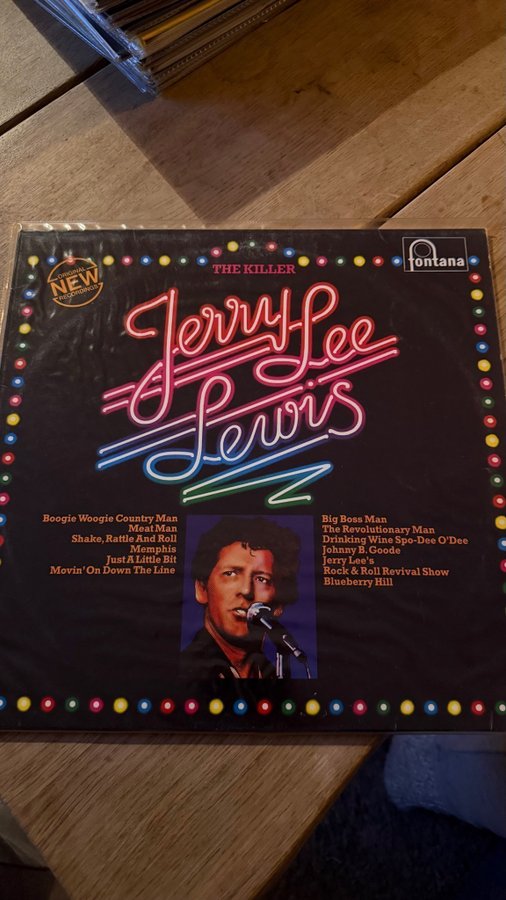 THE KILLER
fontana
ORIGINAL
NEW
RECORDINGS
Jerry Lee
Lewis
Boogie Woogie Country Man
Meat Man
Shake, Rattle And Roll
Memphis
Just A Little Bit
Movin' On Down The Line
Big Boss Man
The Revolutionary Man
Drinking Wine Spo-Dee O'Dee
Johnny B. Goode
Jerry Lee's
Rock & Roll Revival Show
Blueberry Hill